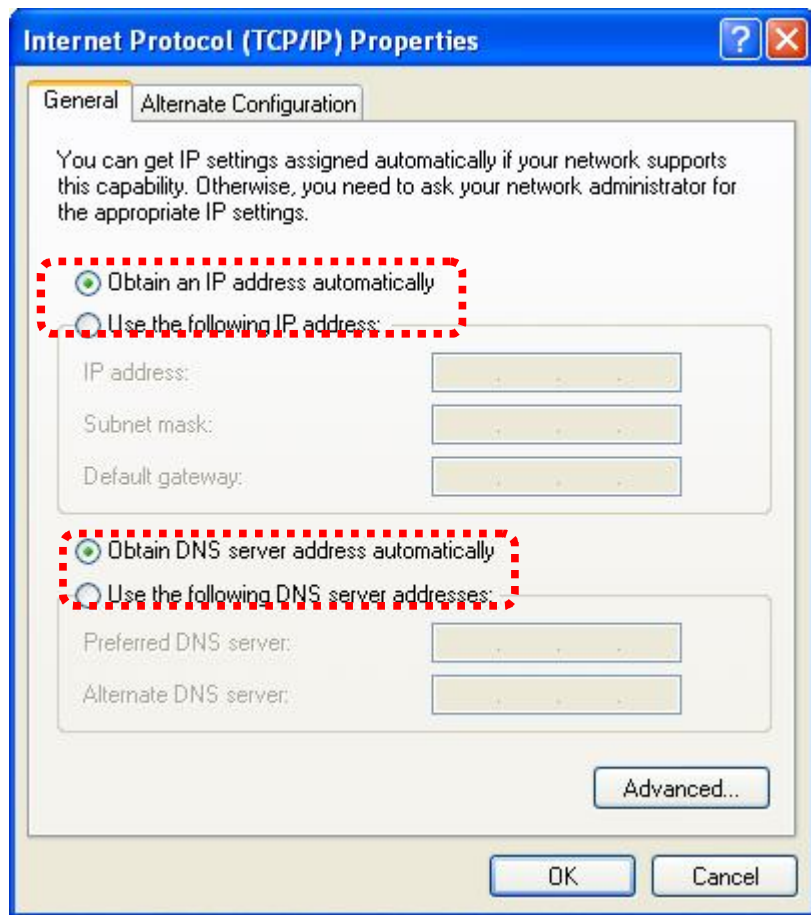 Internet Protocol (TCP/IP) Properties
?
General
Alternate Configuration
You can get IP settings assigned automatically if your network supports
this capability. Otherwise, you need to ask your network administrator for
the appropriate IP settings.
Obtain an IP address automatically
Use the following IP address:
IP address:
Subnet mask:
Default gateway:
Obtain DNS server address automatically
Use the following DNS server addresses:
Preferred DNS server:
Alternate DNS server:
Advanced...
OK
Cancel